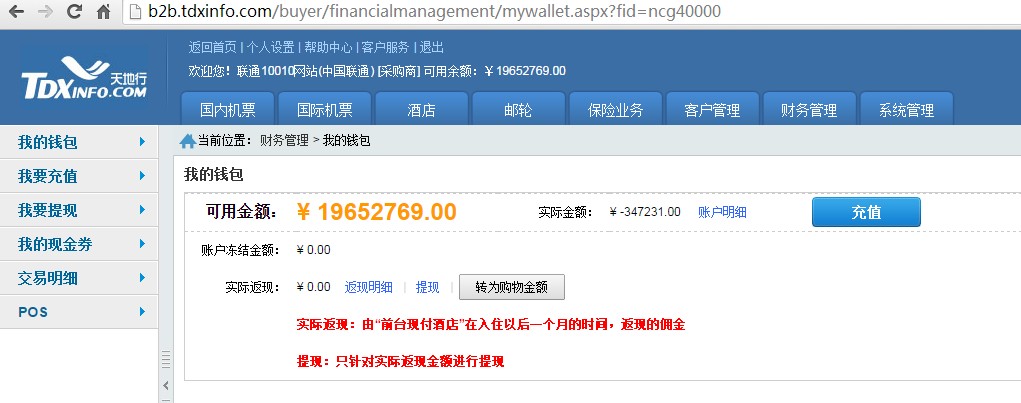 b2b.tdxinfo.com/buyer/financialmanagement/mywallet.aspx?fid=ncg40000
返回首页 | 个人设置 | 帮助中心 | 客户服务 | 退出
TDXINFO.COM 天地行
欢迎您！联通10010网站(中国联通) [采购商] 可用余额：￥19652769.00
国内机票 国际机票 酒店 邮轮 保险业务 客户管理 财务管理 系统管理
我的钱包
我要充值
我要提现
我的现金券
交易明细
POS
当前位置： 财务管理 > 我的钱包
我的钱包
可用金额： ￥ 19652769.00 实际金额： ￥ -347231.00 账户明细 充值
账户冻结金额： ￥ 0.00
实际返现： ￥ 0.00 返现明细 | 提现 | 转为购物金额
实际返现：由“前台现付酒店”在入住以后一个月的时间，返现的佣金
提现：只针对实际返现金额进行提现